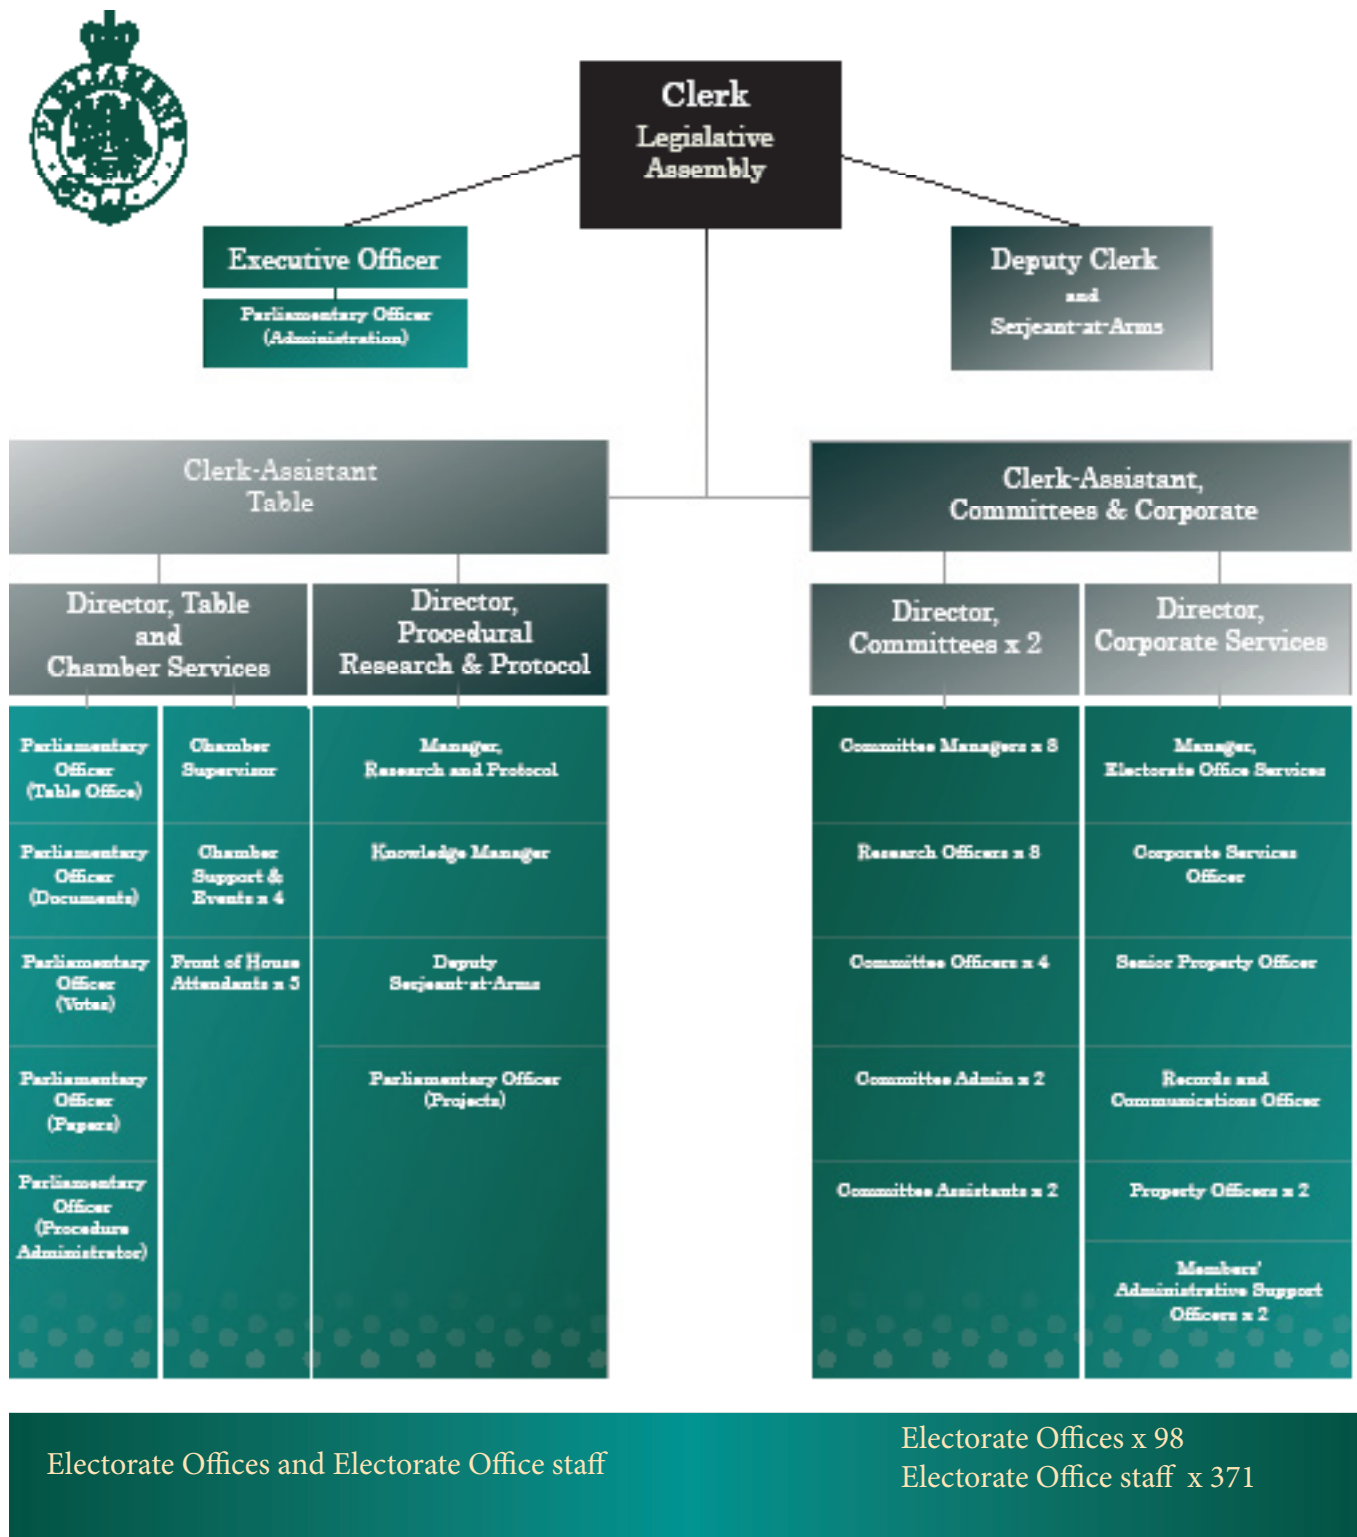 PARLIAMENT
Clerk
Legislative
Assembly
Executive Officer
Parliamentary Officer
(Administration)
Deputy Clerk
and
Serjeant-at-Arms
Clerk-Assistant
Table
Clerk-Assistant,
Committees & Corporate
Director, Table
and
Chamber Services
Director,
Procedural
Research & Protocol
Director,
Committees x 2
Director,
Corporate Services
Parliamentary
Officer
(Table Office)
Parliamentary
Officer
(Documents)
Parliamentary
Officer
(Votes)
Parliamentary
Officer
(Papers)
Parliamentary
Officer
(Procedure
Administrator)
Chamber
Supervisor
Chamber
Support &
Events x 4
Front of House
Attendants x 5
Manager,
Research and Protocol
Knowledge Manager
Deputy
Serjeant-at-Arms
Parliamentary Officer
(Projects)
Committee Managers x 8
Research Officers x 8
Committee Officers x 4
Committee Admin x 2
Committee Assistants x 2
Manager,
Electorate Office Services
Corporate Services
Officer
Senior Property Officer
Records and
Communications Officer
Property Officers x 2
Members'
Administrative Support
Officers x 2
Electorate Offices and Electorate Office staff
Electorate Offices x 98
Electorate Office staff x 371